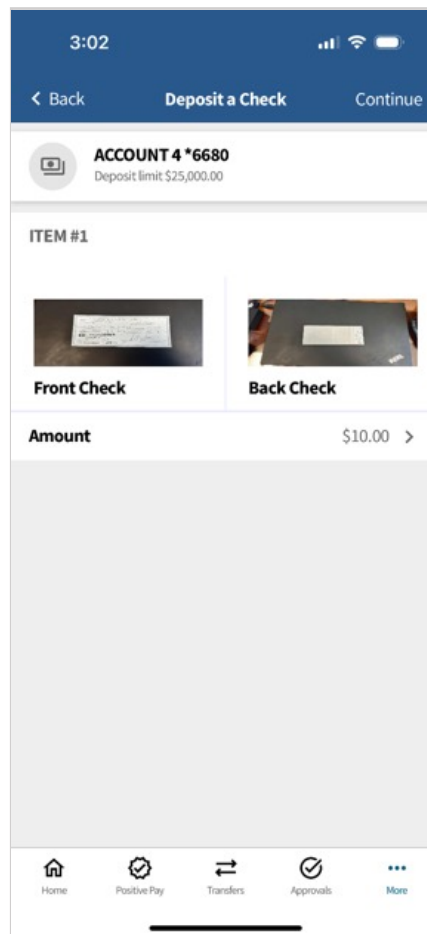 3:02
Back
Deposit a Check
Continue
ACCOUNT 4 *6680
Deposit limit $25,000.00
ITEM #1
Front Check
Back Check
Amount
$10.00
Home
Positive Pay
Transfers
Approvals
More